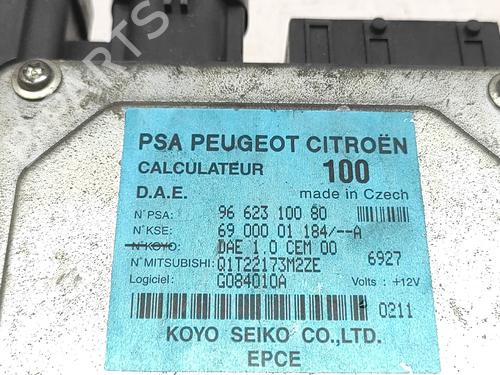 PARTS
PSA PEUGEOT CITROËN
CALCULATEUR 100
D.A.E. made in Czech
N° PSA: 96 623 100 80
N° KSE: 69 000 01 184/--A
N° KOYO: DAE 1.0 CEM 00
N° MITSUBISHI: Q1T22173M2ZE 6927
Logiciel: G084010A Volts : +12V
0211
KOYO SEIKO CO.,LTD.
EPCE